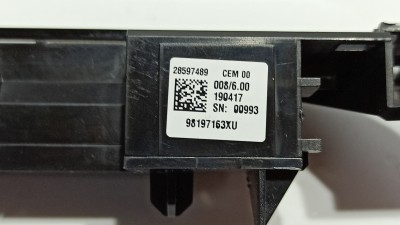 28597489 CEM 00
008/6.00
190417
SN: 00993
98197163XU